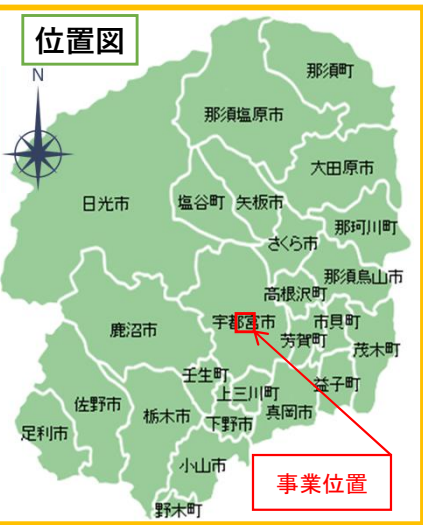 位置図
N
那須町
那須塩原市
大田原市
日光市
塩谷町
矢板市
那珂川町
さくら市
那須烏山市
高根沢町
宇都宮市
市貝町
鹿沼市
芳賀町
茂木町
壬生町
益子町
上三川町
佐野市
栃木市
下野市
真岡市
足利市
小山市
事業位置
野木町